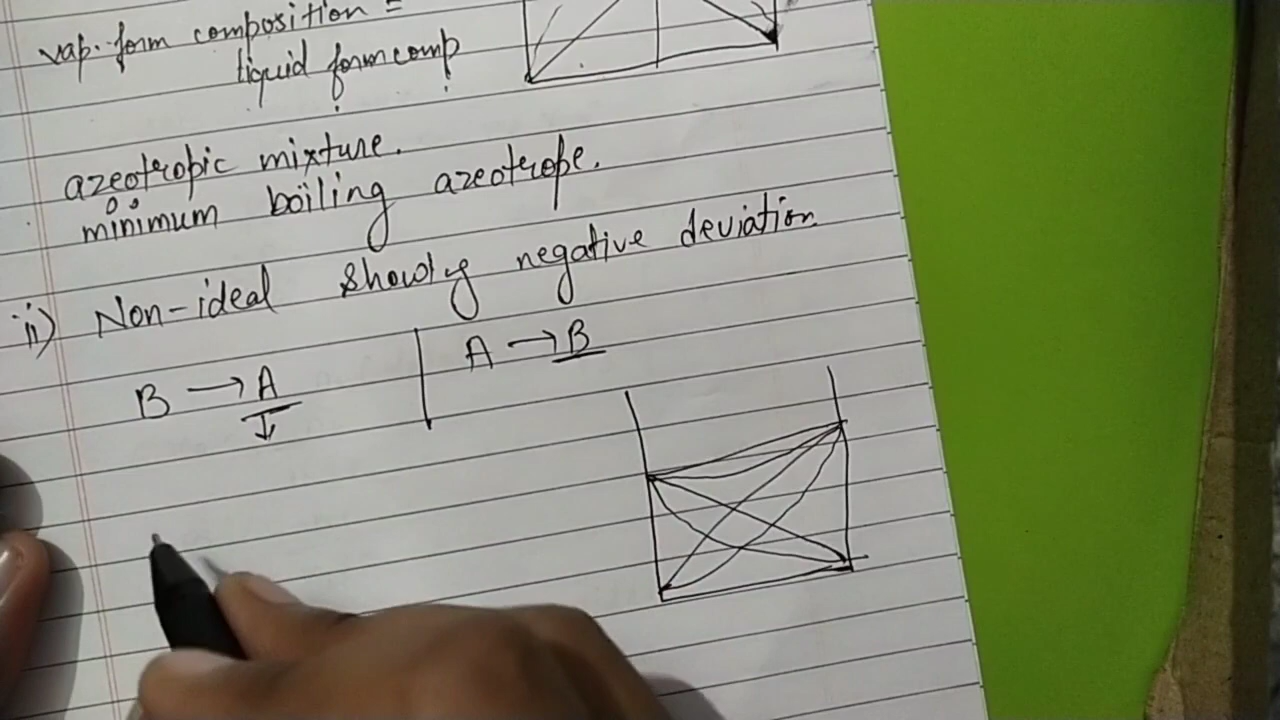 vap. form composition =
liquid form comp
azeotropic mixture.
minimum boiling azeotrope.
ii) Non-ideal showing negative deviation
B → A | A → B